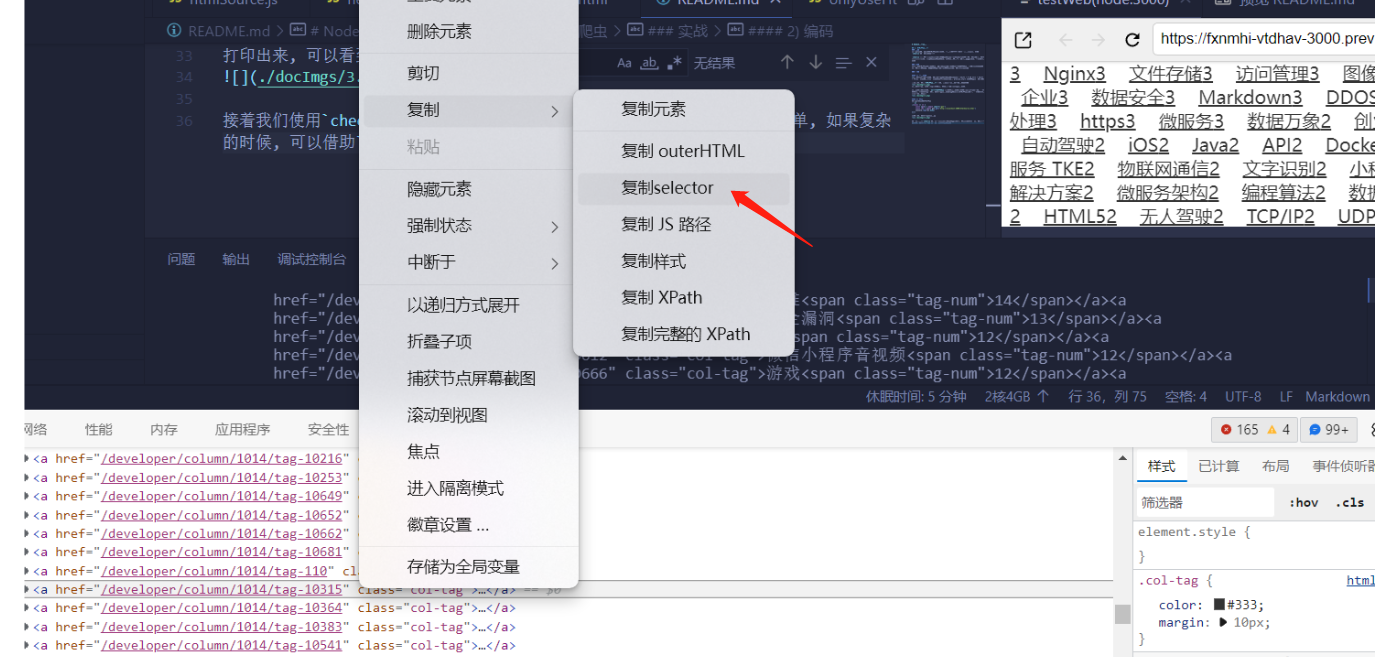 README.md
onlyUserIt
testWeb(node:3000)
预览 README.md
README.md > # Node
爬虫 > ### 实战 > #### 2) 编码
删除元素
33 打印出来，可以看到
Aa ab .* 无结果
34 ![](./docImgs/3.
剪切
35
复制
复制元素
36 接着我们使用`chee
单，如果复杂
的时候，可以借助
粘贴
复制 outerHTML
隐藏元素
复制selector
强制状态
复制 JS 路径
中断于
复制样式
以递归方式展开
复制 XPath
折叠子项
复制完整的 XPath
捕获节点屏幕截图
滚动到视图
焦点
进入隔离模式
徽章设置 ...
存储为全局变量
https://fxnmhi-vtdhav-3000.prev
3 Nginx3 文件存储3 访问管理3 图像
企业3 数据安全3 Markdown3 DDOS
处理3 https3 微服务3 数据万象2 创
自动驾驶2 iOS2 Java2 API2 Docke
服务 TKE2 物联网通信2 文字识别2 小
解决方案2 微服务架构2 编程算法2 数
2 HTML52 无人驾驶2 TCP/IP2 UDP
问题 输出 调试控制台
href="/dev
<span class="tag-num">14</span></a><a
href="/dev
漏洞<span class="tag-num">13</span></a><a
href="/dev
span class="tag-num">12</span></a><a
href="/dev
微信小程序音视频<span class="tag-num">12</span></a><a
href="/dev
0666" class="col-tag">游戏<span class="tag-num">12</span></a><a
休眠时间: 5 分钟 2核4GB 行 36，列 75 空格: 4 UTF-8 LF Markdown
网络 性能 内存 应用程序 安全性
165 4 99+
<a href="/developer/column/1014/tag-10216"
<a href="/developer/column/1014/tag-10253"
<a href="/developer/column/1014/tag-10649"
<a href="/developer/column/1014/tag-10652"
<a href="/developer/column/1014/tag-10662"
<a href="/developer/column/1014/tag-10681"
<a href="/developer/column/1014/tag-110" cl
<a href="/developer/column/1014/tag-10315" class="col-tag">…</a> == $0
<a href="/developer/column/1014/tag-10364" class="col-tag">…</a>
<a href="/developer/column/1014/tag-10383" class="col-tag">…</a>
<a href="/developer/column/1014/tag-10541" class="col-tag">…</a>
样式 已计算 布局 事件侦听器
筛选器 :hov .cls
element.style {
}
.col-tag { html
color: #333;
margin: 10px;
}